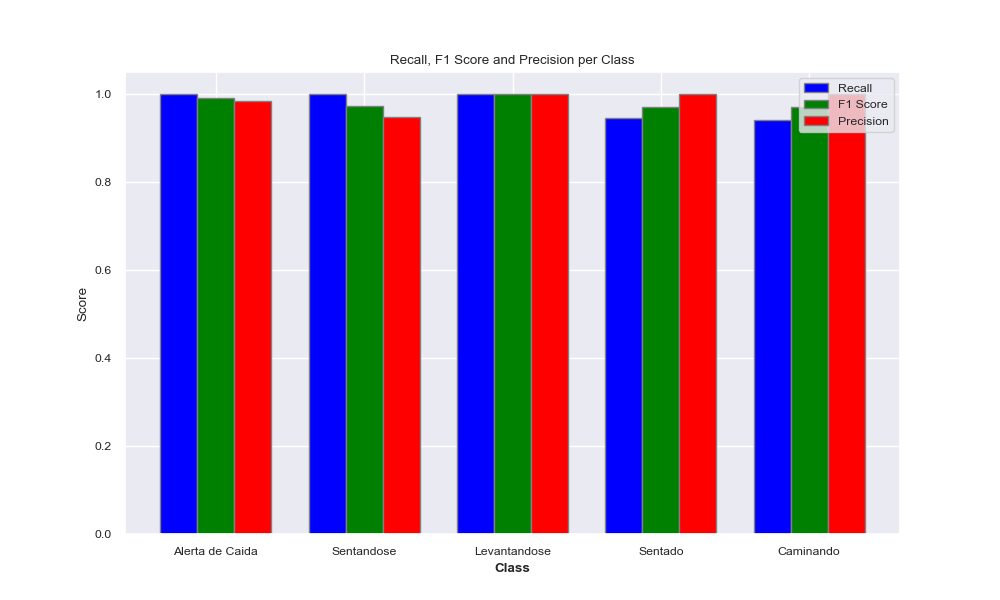 Recall, F1 Score and Precision per Class
Recall
F1 Score
Precision
1.0
0.8
0.6
0.4
0.2
0.0
Score
Alerta de Caida
Sentandose
Levantandose
Sentado
Caminando
Class